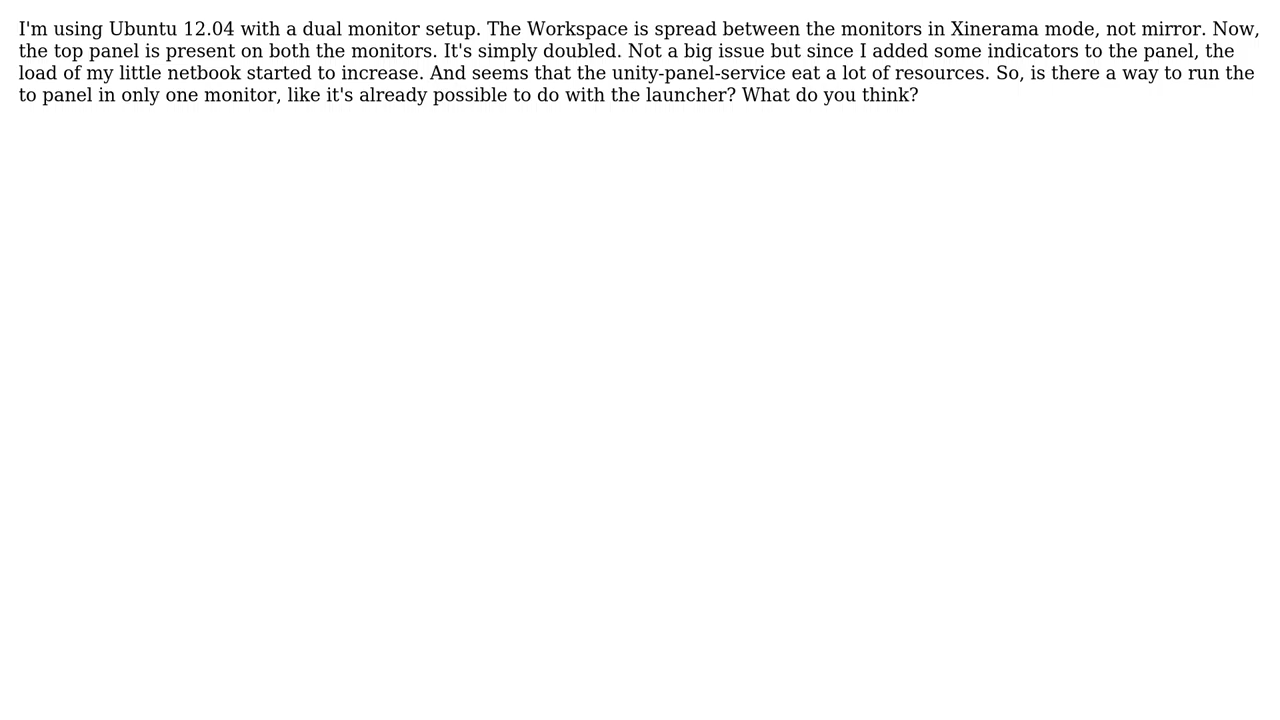 I'm using Ubuntu 12.04 with a dual monitor setup. The Workspace is spread between the monitors in Xinerama mode, not mirror. Now,
the top panel is present on both the monitors. It's simply doubled. Not a big issue but since I added some indicators to the panel, the
load of my little netbook started to increase. And seems that the unity-panel-service eat a lot of resources. So, is there a way to run the
to panel in only one monitor, like it's already possible to do with the launcher? What do you think?